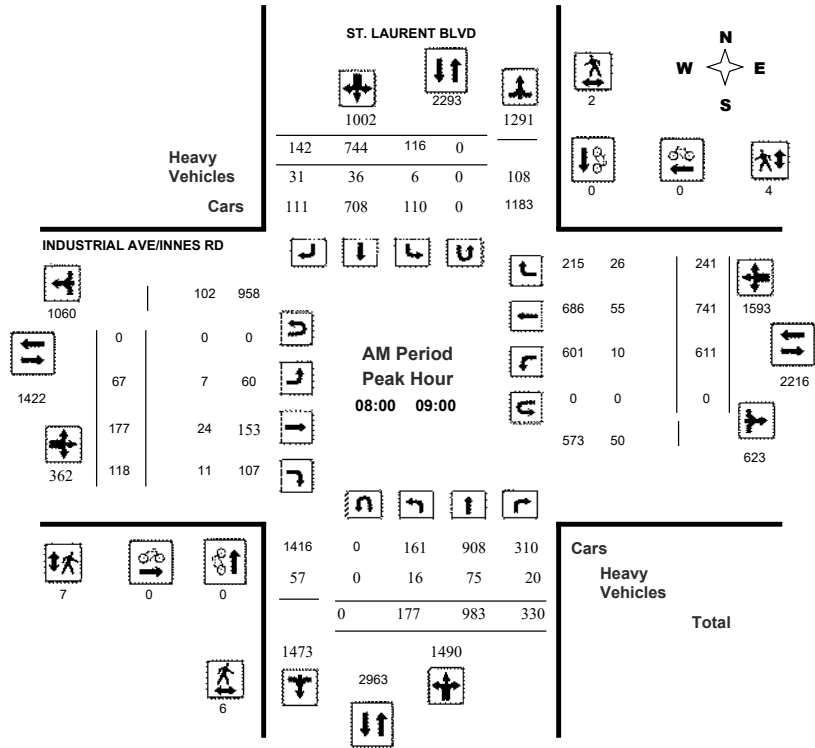 ST. LAURENT BLVD
N
W E
S
2293
2
1002 1291
142 744 116 0
Heavy
Vehicles
31 36 6 0 108
0 0 4
Cars
111 708 110 0 1183
INDUSTRIAL AVE/INNES RD
215 26 241
1060
102 958
686 55 741 1593
0 0 0
AM Period
601 10 611
Peak Hour
1422
67 7 60
2216
08:00 09:00
0 0 0
177 24 153
573 50
623
362
118 11 107
1416 0 161 908 310
Cars
57 0 16 75 20
Heavy
Vehicles
7 0 0
0 177 983 330
Total
1473 1490
2963
6